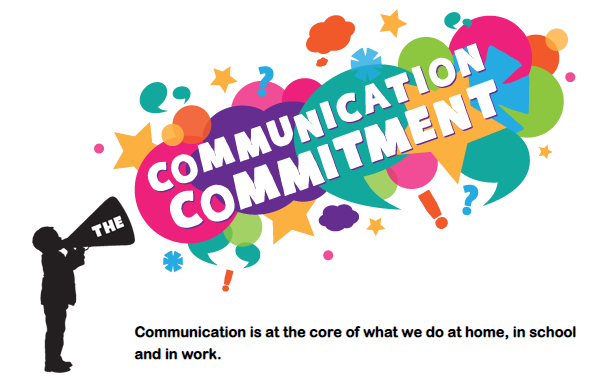 THE
COMMUNICATION
COMMITMENT
Communication is at the core of what we do at home, in school
and in work.